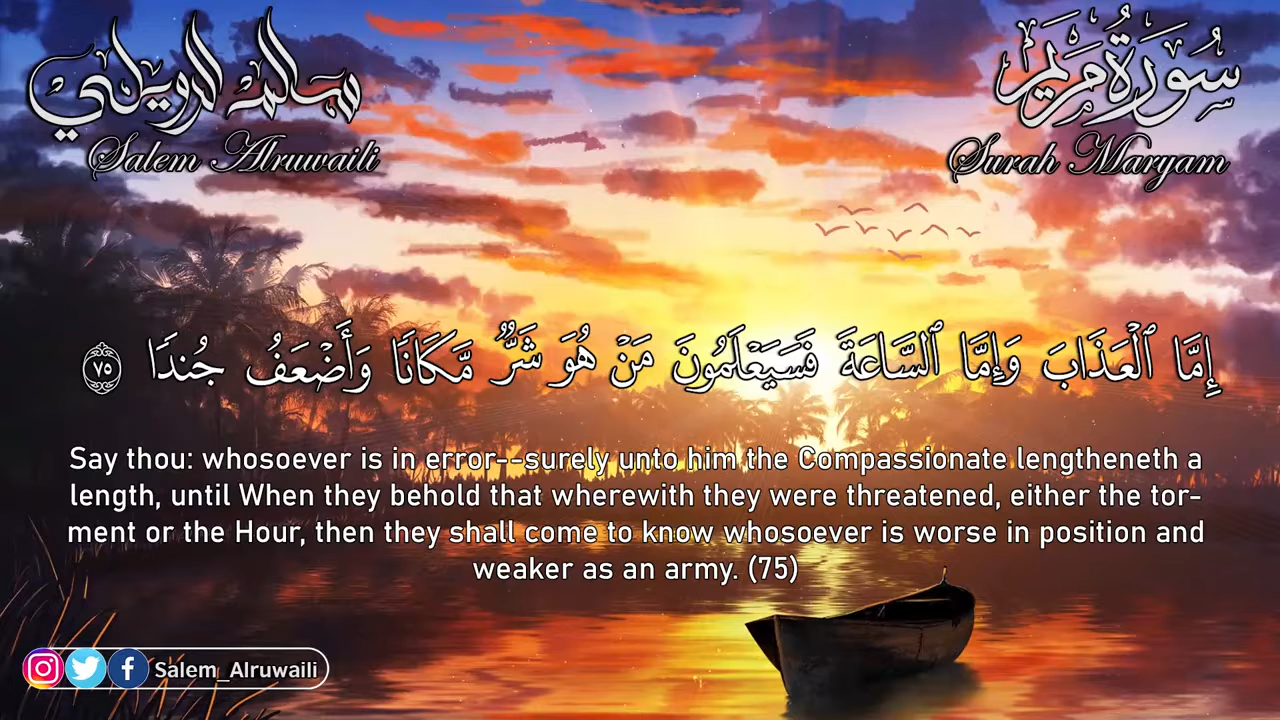 سالم الرويلي
Salem Alruwaili
سُورَةُ مَرْيَم
Surah Maryam
إِمَّا ٱلْعَذَابَ وَإِمَّا ٱلسَّاعَةَ فَسَيَعْلَمُونَ مَنْ هُوَ شَرٌّ مَّكَانًا وَأَضْعَفُ جُندًا ٧٥
Say thou: whosoever is in error--surely unto him the Compassionate lengtheneth a
length, until When they behold that wherewith they were threatened, either the tor-
ment or the Hour, then they shall come to know whosoever is worse in position and
weaker as an army. (75)
Salem_Alruwaili